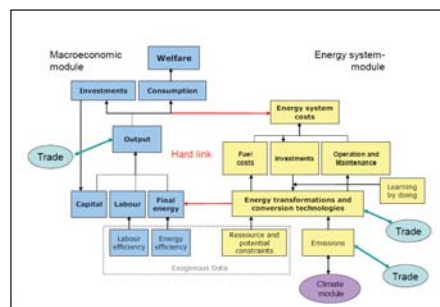 Macroeconomic
module
Energy system-
module
Welfare
Investments
Consumption
Energy system
costs
Output
Trade
Hard link
Fuel
costs
Investments
Operation and
Maintenance
Learning
by doing
Capital
Labour
Final
energy
Energy transformations and
conversion technologies
Trade
Labour
efficiency
Energy
efficiency
Ressource and
potential
constraints
Emissions
Exogenous Data
Trade
Climate
module